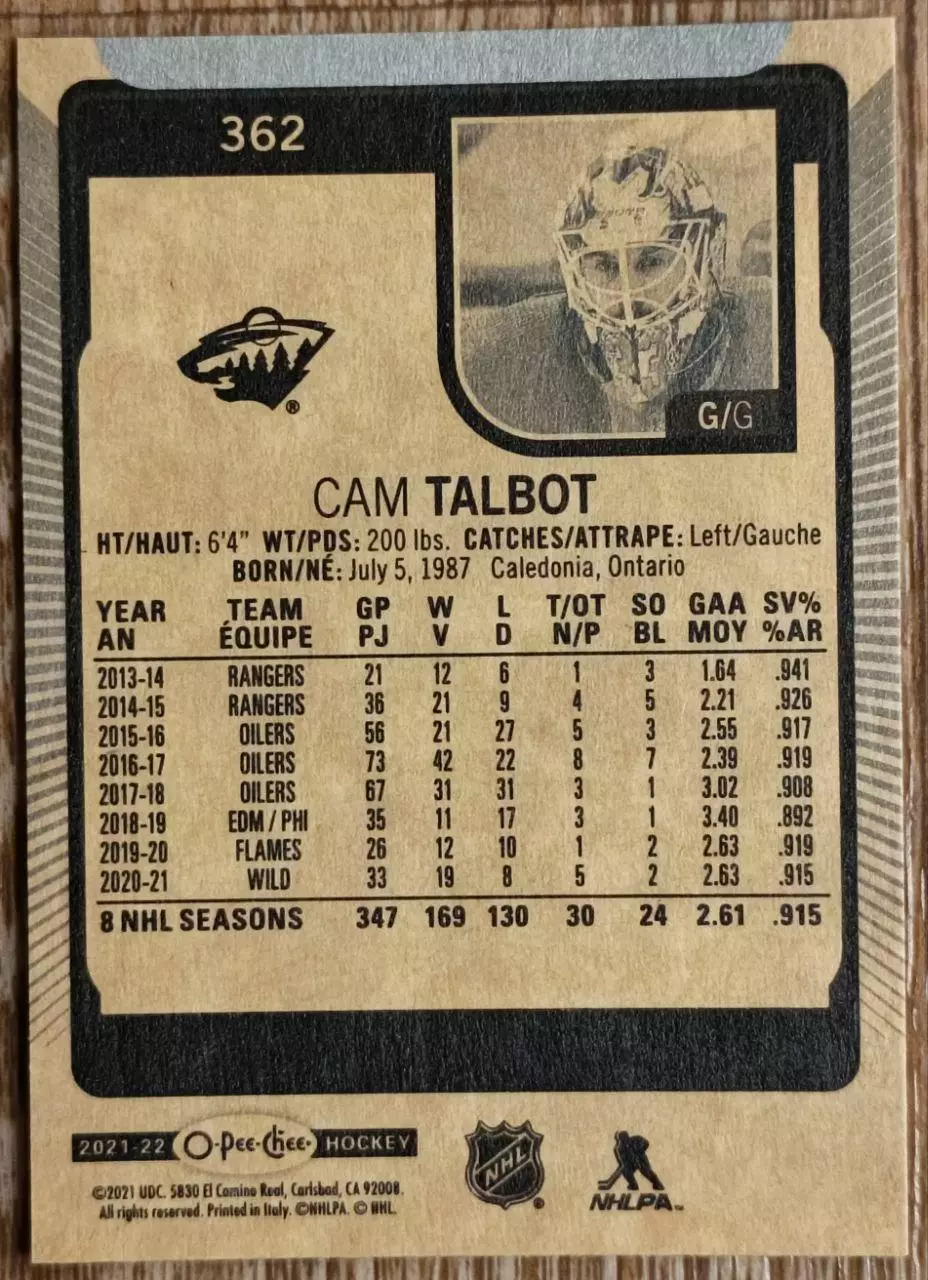 362
G/G
CAM TALBOT
HT/HAUT: 6'4" WT/PDS: 200 lbs. CATCHES/ATTRAPE: Left/Gauche
BORN/NÉ: July 5, 1987 Caledonia, Ontario
YEAR TEAM GP W L T/OT SO GAA SV%
AN ÉQUIPE PJ V D N/P BL MOY %AR
2013-14 RANGERS 21 12 6 1 3 1.64 .941
2014-15 RANGERS 36 21 9 4 5 2.21 .926
2015-16 OILERS 56 21 27 5 3 2.55 .917
2016-17 OILERS 73 42 22 8 7 2.39 .919
2017-18 OILERS 67 31 31 3 1 3.02 .908
2018-19 EDM / PHI 35 11 17 3 1 3.40 .892
2019-20 FLAMES 26 12 10 1 2 2.63 .919
2020-21 WILD 33 19 8 5 2 2.63 .915
8 NHL SEASONS 347 169 130 30 24 2.61 .915
2021-22 O-Pee-Chee HOCKEY
©2021 UDC. 5830 El Camino Real, Carlsbad, CA 92008.
All rights reserved. Printed in Italy. ©NHLPA. © NHL.
NHL ®
NHLPA™